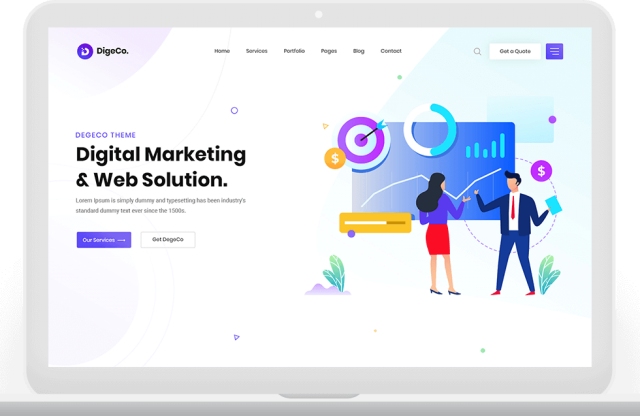 DigeCo.
Home Services Portfolio Pages Blog Contact
Get a Quote
DEGECO THEME
Digital Marketing
& Web Solution.
Lorem Ipsum is simply dummy and typesetting has been industry's
standard dummy text ever since the 1500s.
Our Services
Get DegeCo
$
$